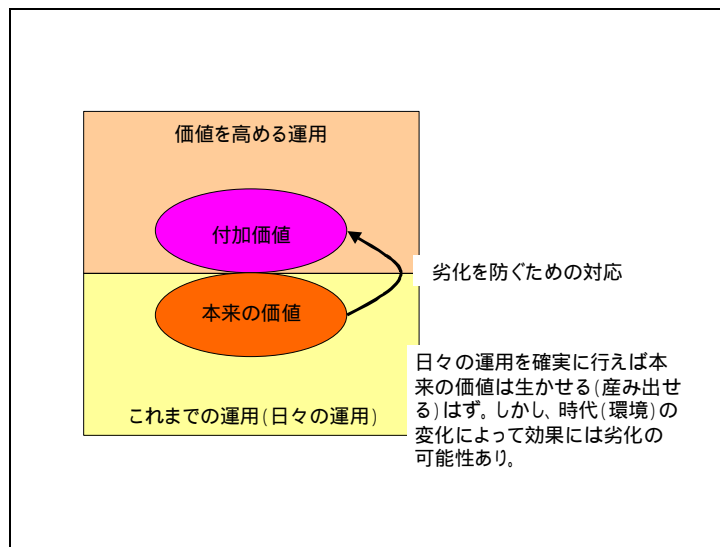 価値を高める運用
付加価値
劣化を防ぐための対応
本来の価値
日々の運用を確実に行えば本
来の価値は生かせる(産み出せ
る)はず。しかし、時代(環境)の
変化によって効果には劣化の
可能性あり。
これまでの運用(日々の運用)